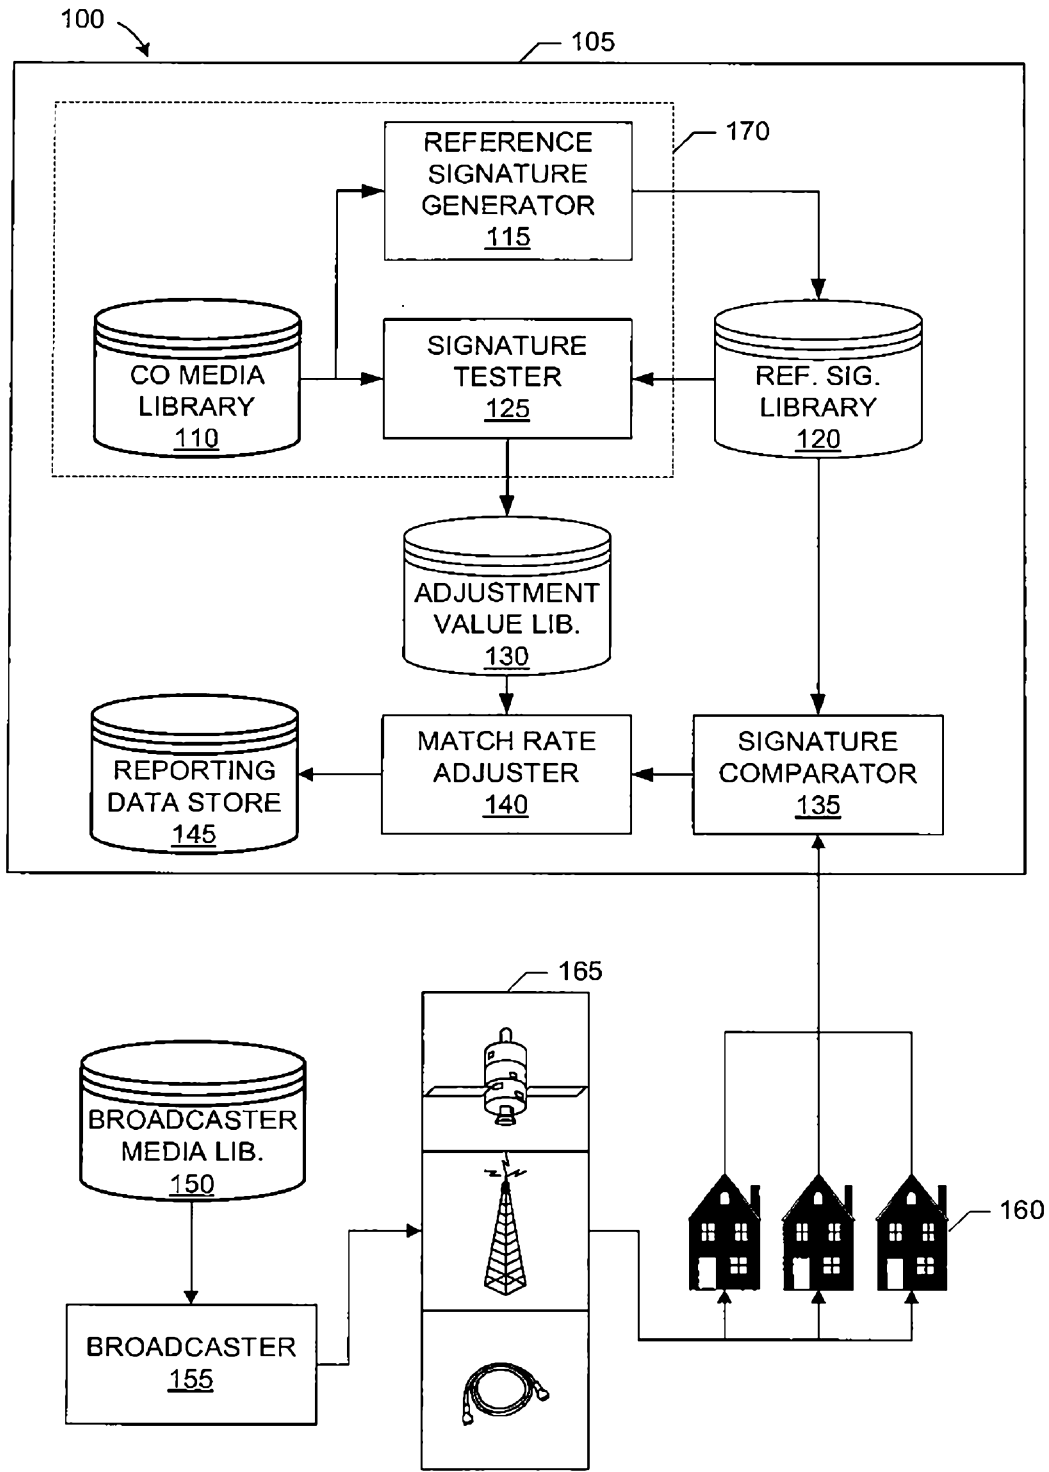 100
105
170
REFERENCE
SIGNATURE
GENERATOR
115
CO MEDIA
LIBRARY
110
SIGNATURE
TESTER
125
REF. SIG.
LIBRARY
120
ADJUSTMENT
VALUE LIB.
130
REPORTING
DATA STORE
145
MATCH RATE
ADJUSTER
140
SIGNATURE
COMPARATOR
135
165
BROADCASTER
MEDIA LIB.
150
160
BROADCASTER
155